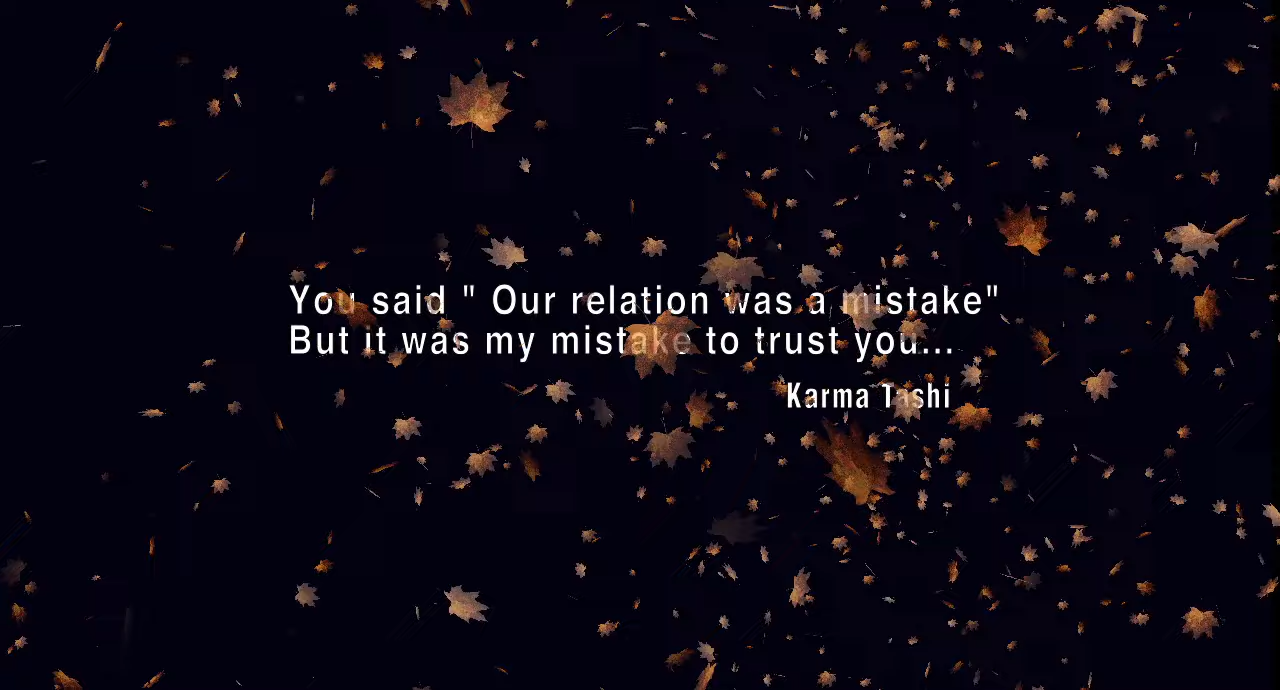 You said " Our relation was a mistake"
But it was my mistake to trust you...
Karma Tashi